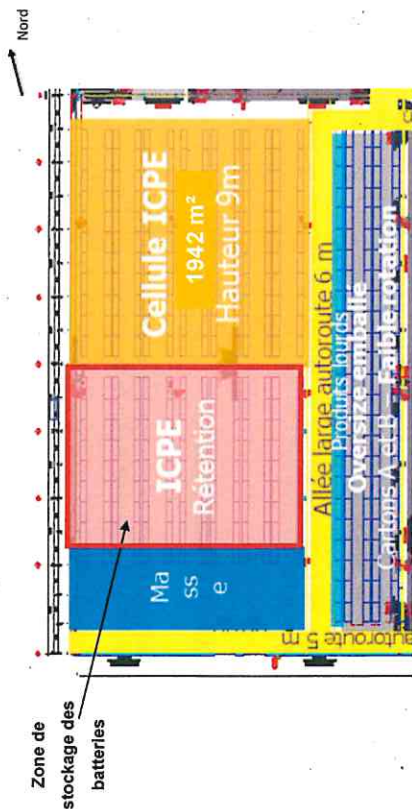 Nord
Zone de
stockage des
batteries
Ma
ss
e
ICPE
Rétention
Cellule ICPE
1942 m²
Hauteur 9m
Allée large autoroute 6 m
autoroute 5 m
Produits lourds
Oversize emballe
Cartons A et B – Faible rotation